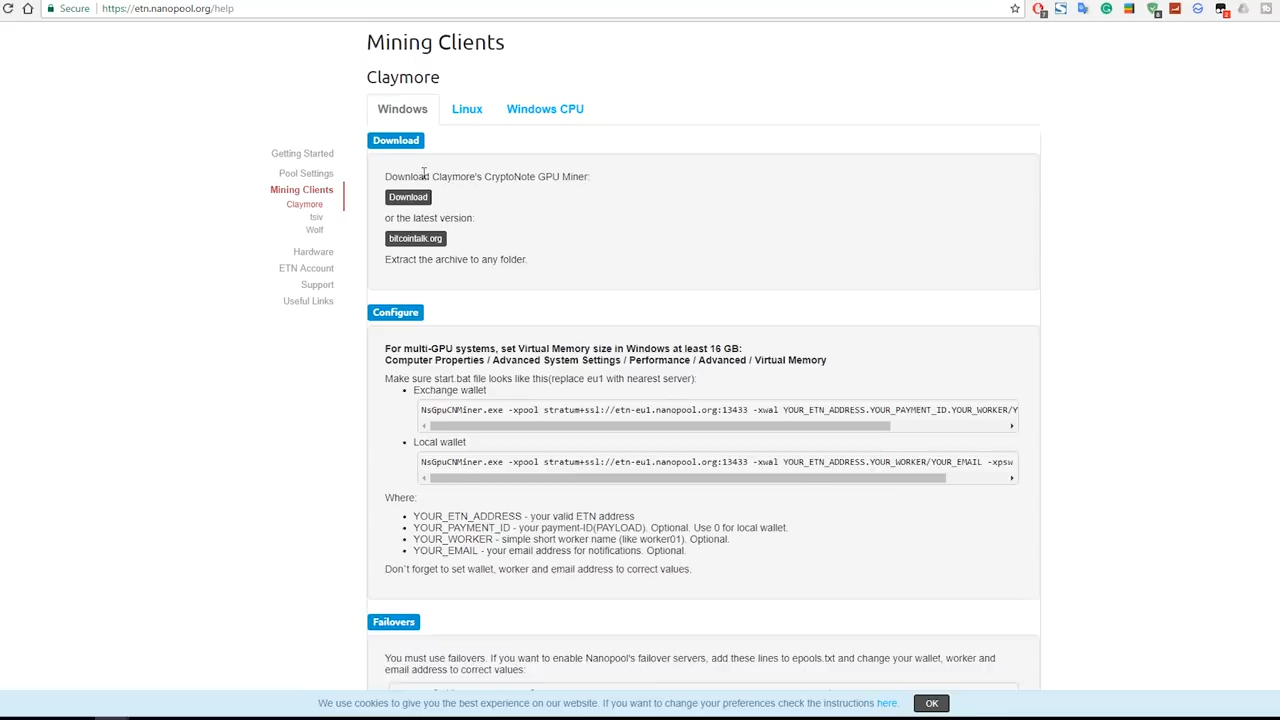 Secure
https://etn.nanopool.org/help
Mining Clients
Claymore
Windows
Linux
Windows CPU
Getting Started
Pool Settings
Mining Clients
Claymore
tsiv
Wolf
Hardware
ETN Account
Support
Useful Links
Download
Download Claymore's CryptoNote GPU Miner:
Download
or the latest version:
bitcointalk.org
Extract the archive to any folder.
Configure
For multi-GPU systems, set Virtual Memory size in Windows at least 16 GB:
Computer Properties / Advanced System Settings / Performance / Advanced / Virtual Memory
Make sure start.bat file looks like this(replace eu1 with nearest server):
• Exchange wallet
NsGpuCNMiner.exe -xpool stratum+ssl://etn-eu1.nanopool.org:13433 -xwal YOUR_ETN_ADDRESS.YOUR_PAYMENT_ID.YOUR_WORKER/Y
• Local wallet
NsGpuCNMiner.exe -xpool stratum+ssl://etn-eu1.nanopool.org:13433 -xwal YOUR_ETN_ADDRESS.YOUR_WORKER/YOUR_EMAIL -xpsw
Where:
• YOUR_ETN_ADDRESS - your valid ETN address
• YOUR_PAYMENT_ID - your payment-ID(PAYLOAD). Optional. Use 0 for local wallet.
• YOUR_WORKER - simple short worker name (like worker01). Optional.
• YOUR_EMAIL - your email address for notifications. Optional.
Don`t forget to set wallet, worker and email address to correct values.
Failovers
You must use failovers. If you want to enable Nanopool's failover servers, add these lines to epools.txt and change your wallet, worker and
email address to correct values:
We use cookies to give you the best experience on our website. If you want to change your preferences check the instructions here.
OK